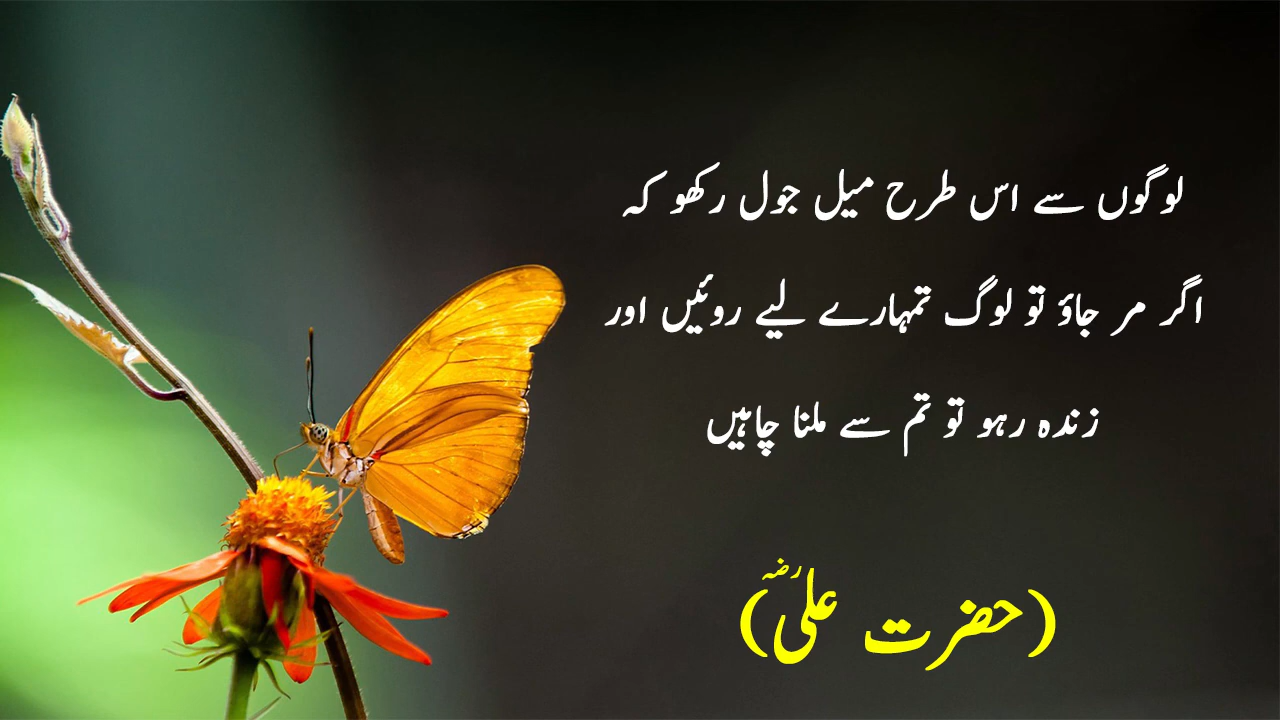 لوگوں سے اس طرح میل جول رکھو کہ
اگر مر جاؤ تو لوگ تمہارے لیے روئیں اور
زندہ رہو تو تم سے ملنا چاہیں
(حضرت علیؓ)